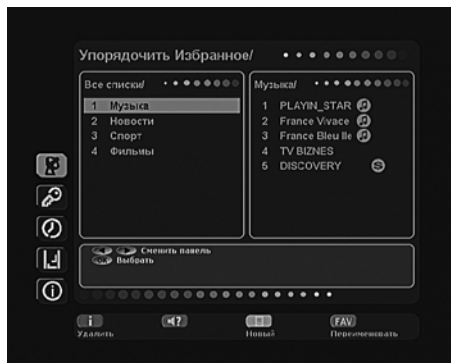 Упорядочить Избранное/
Все списки/
1 Музыка
2 Новости
3 Спорт
4 Фильмы
Музыка/
1 PLAYIN_STAR
2 France Vivace
3 France Bleu Ile
4 TV BIZNES
5 DISCOVERY
Сменить панель
OK Выбрать
i
?
FAV
Удалить
Новый
Переименовать